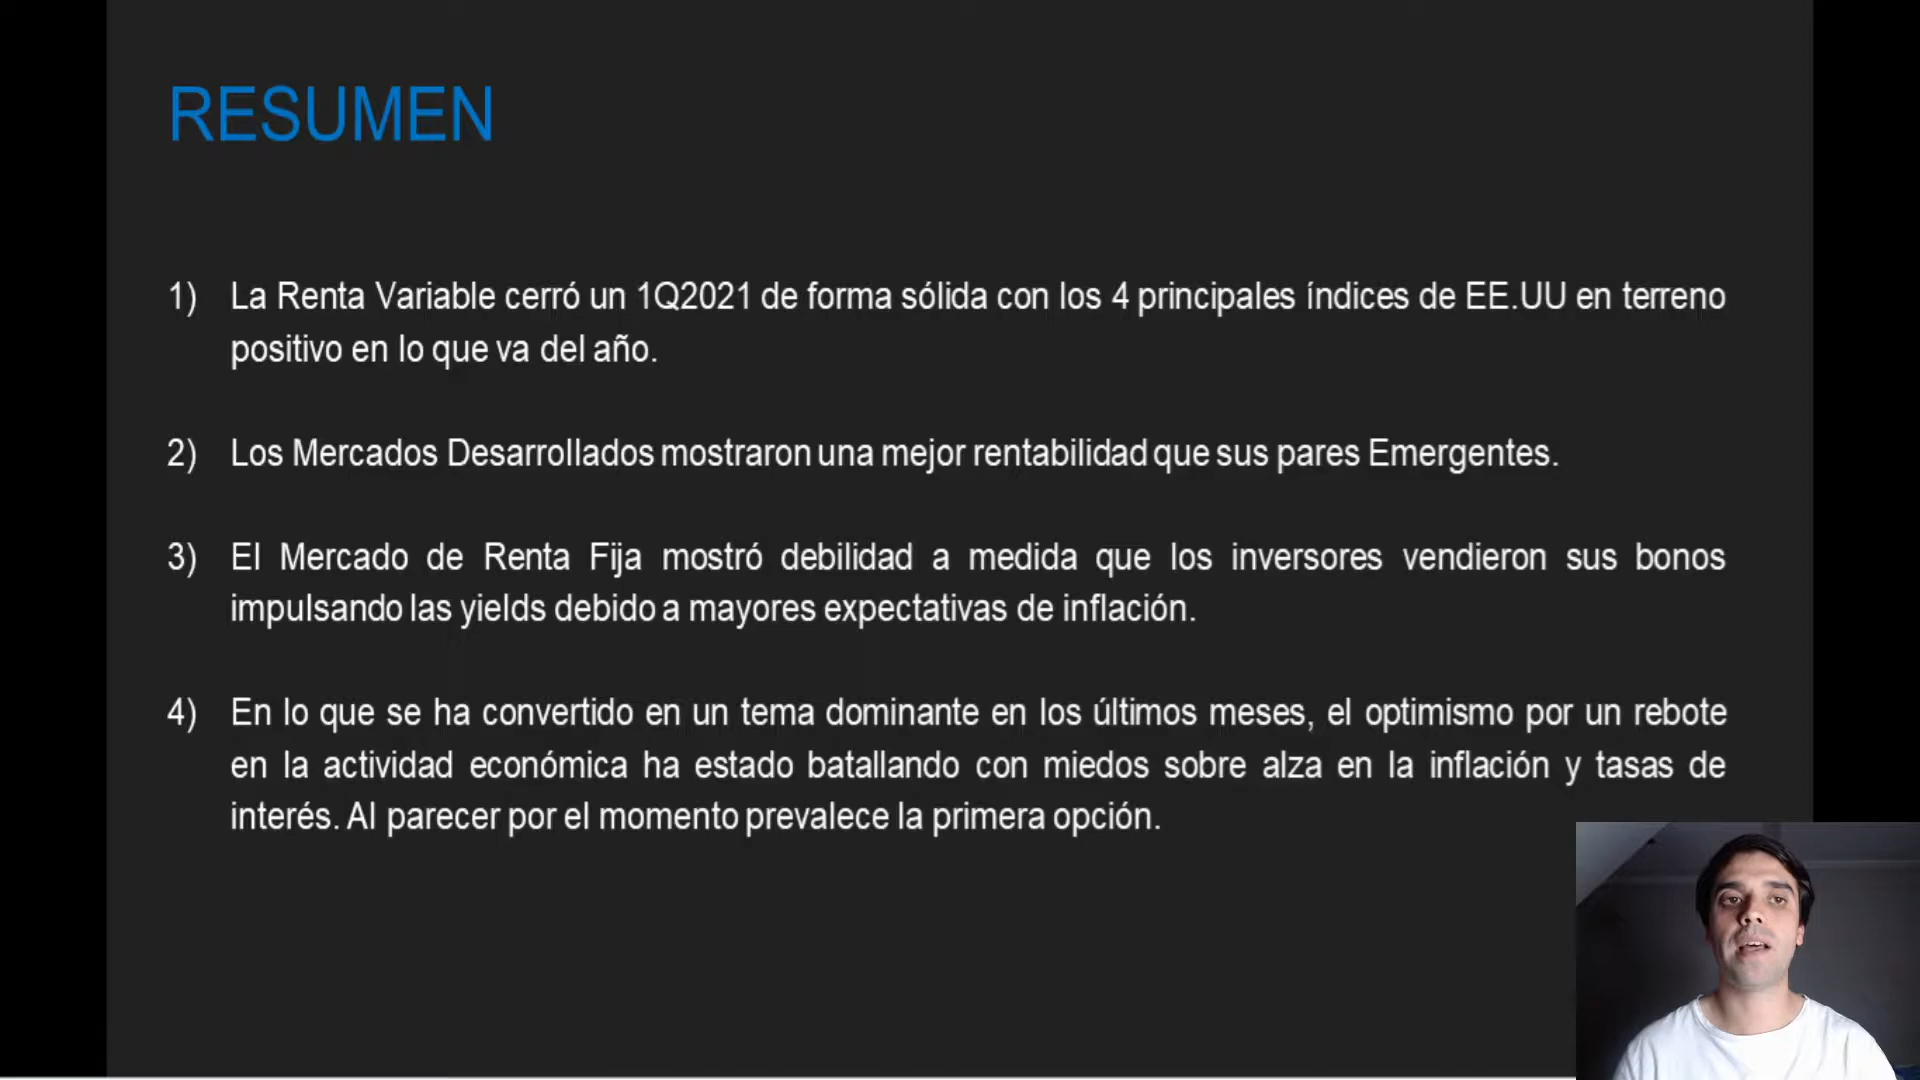 RESUMEN
1) La Renta Variable cerró un 1Q2021 de forma sólida con los 4 principales índices de EE.UU en terreno
positivo en lo que va del año.
2) Los Mercados Desarrollados mostraron una mejor rentabilidad que sus pares Emergentes.
3) El Mercado de Renta Fija mostró debilidad a medida que los inversores vendieron sus bonos
impulsando las yields debido a mayores expectativas de inflación.
4) En lo que se ha convertido en un tema dominante en los últimos meses, el optimismo por un rebote
en la actividad económica ha estado batallando con miedos sobre alza en la inflación y tasas de
interés. Al parecer por el momento prevalece la primera opción.